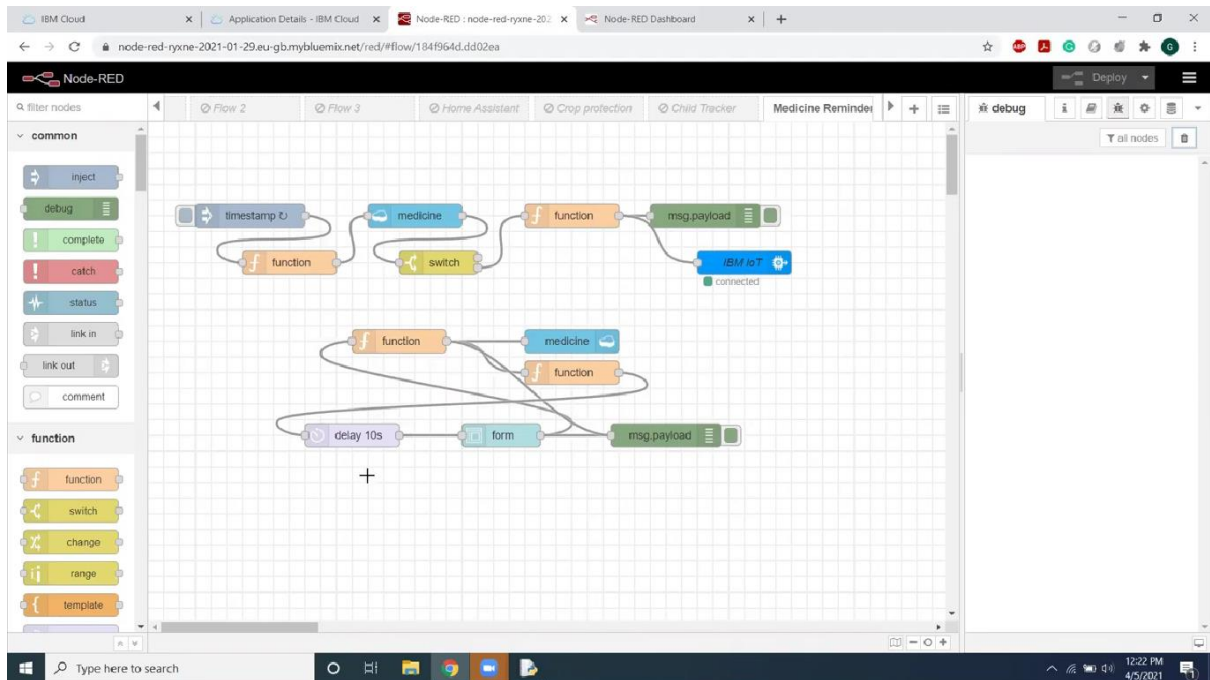 IBM Cloud
Application Details - IBM Cloud
Node-RED : node-red-ryxne-202
Node-RED Dashboard
node-red-ryxne-2021-01-29.eu-gb.mybluemix.net/red/#flow/184f964d.dd02ea
ABP
G
Node-RED
Deploy
filter nodes
Flow 2
Flow 3
Home Assistant
Crop protection
Child Tracker
Medicine Reminder
debug
all nodes
common
inject
debug
complete
catch
status
link in
link out
comment
function
function
switch
change
range
template
timestamp ↻
medicine
function
msg.payload
function
switch
IBM IoT
connected
function
medicine
function
delay 10s
form
msg.payload
Type here to search
12:22 PM
4/5/2021